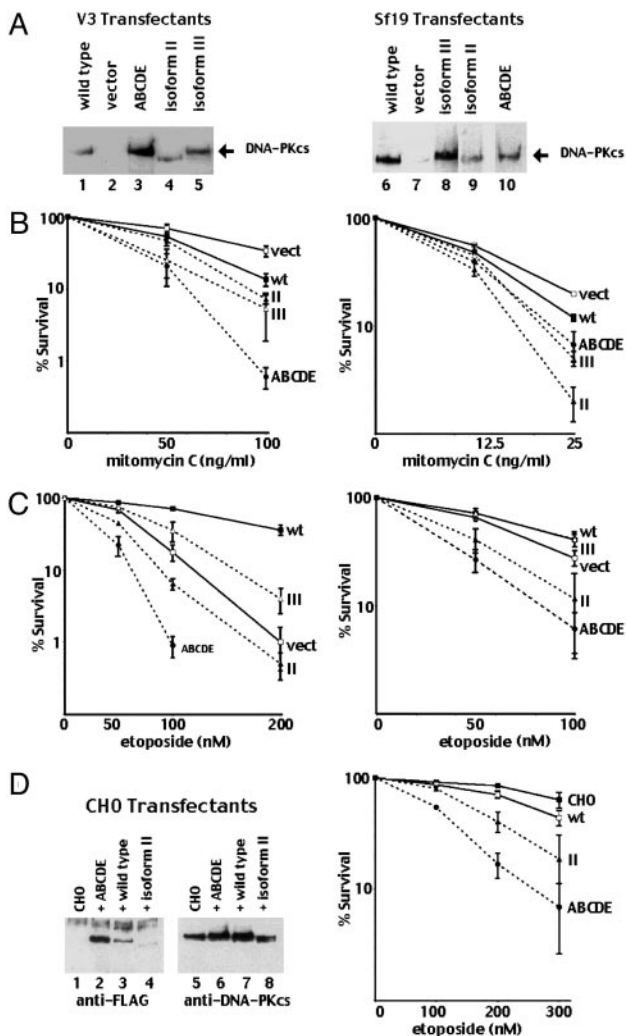 A
V3 Transfectants
Sf19 Transfectants
wild type
vector
ABCDE
isoform II
isoform III
DNA-PKcs
1 2 3 4 5
wild type
vector
isoform III
isoform II
ABCDE
DNA-PKcs
6 7 8 9 10
B
% Survival
100
10
1
vect
wt
II
III
ABCDE
0 50 100
mitomycin C (ng/ml)
% Survival
100
10
vect
wt
ABCDE
III
II
0 12.5 25
mitomycin C (ng/ml)
C
% Survival
100
10
1
wt
III
vect
II
ABCDE
0 50 100 200
etoposide (nM)
% Survival
100
10
wt
III
vect
II
ABCDE
0 50 100
etoposide (nM)
D
CHO Transfectants
CHO
+ ABCDE
+ wild type
+ isoform II
1 2 3 4
anti-FLAG
CHO
+ ABCDE
+ wild type
+ isoform II
5 6 7 8
anti-DNA-PKcs
% Survival
100
10
CHO
wt
II
ABCDE
0 100 200 300
etoposide (nM)